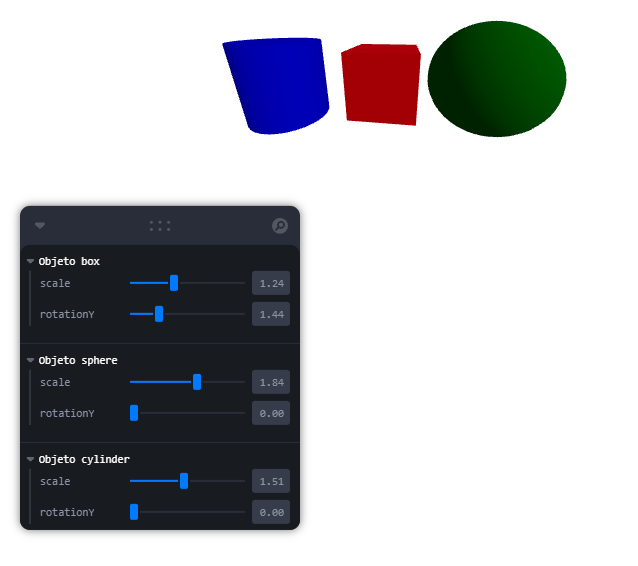 Objeto box
scale 1.24
rotationY 1.44
Objeto sphere
scale 1.84
rotationY 0.00
Objeto cylinder
scale 1.51
rotationY 0.00